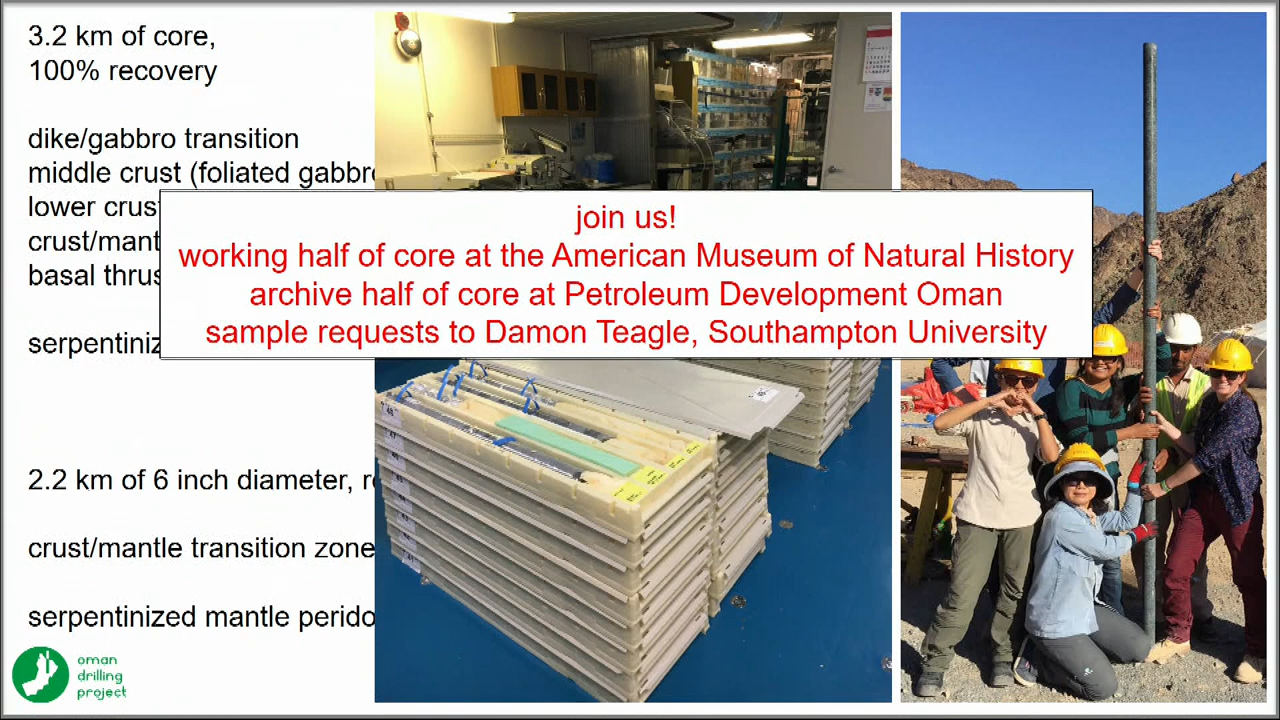 3.2 km of core,
100% recovery
dike/gabbro transition
middle crust (foliated gabbro
lower crust
crust/mant
basal thrus
serpentiniz
join us!
working half of core at the American Museum of Natural History
archive half of core at Petroleum Development Oman
sample requests to Damon Teagle, Southampton University
2.2 km of 6 inch diameter, r
crust/mantle transition zone
serpentinized mantle perido
oman
drilling
project